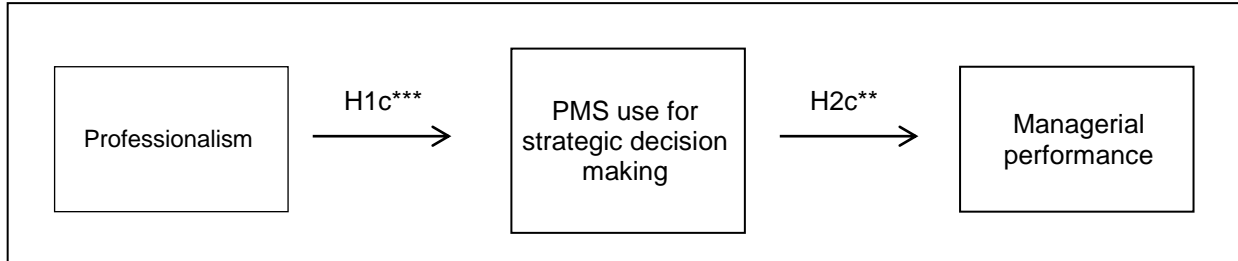 Professionalism
H1c***
PMS use for
strategic decision
making
H2c**
Managerial
performance